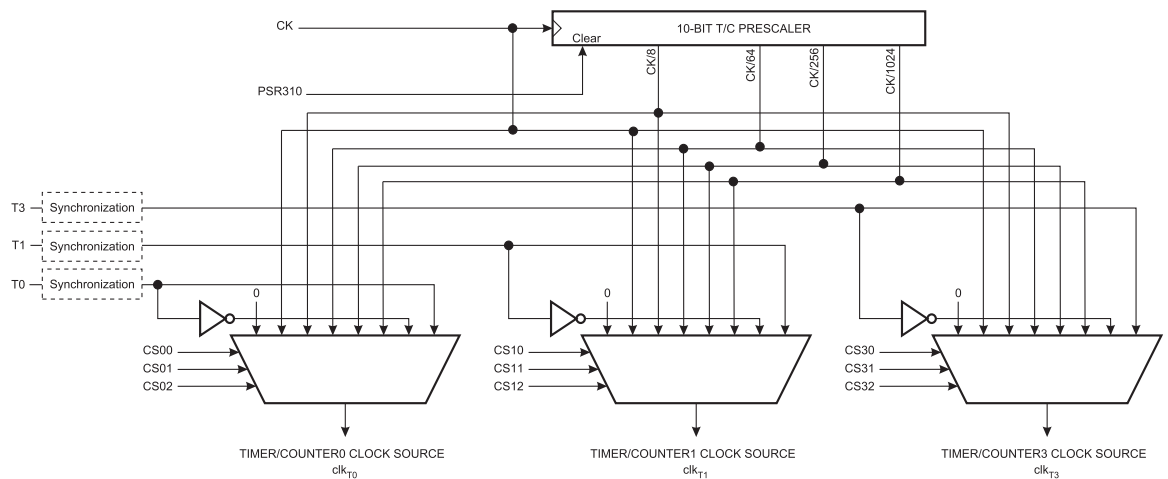 CK
10-BIT T/C PRESCALER
Clear
CK/8
CK/64
CK/256
CK/1024
PSR310
T3
Synchronization
T1
Synchronization
T0
Synchronization
0
0
0
CS00
CS01
CS02
CS10
CS11
CS12
CS30
CS31
CS32
TIMER/COUNTER0 CLOCK SOURCE
clkT0
TIMER/COUNTER1 CLOCK SOURCE
clkT1
TIMER/COUNTER3 CLOCK SOURCE
clkT3